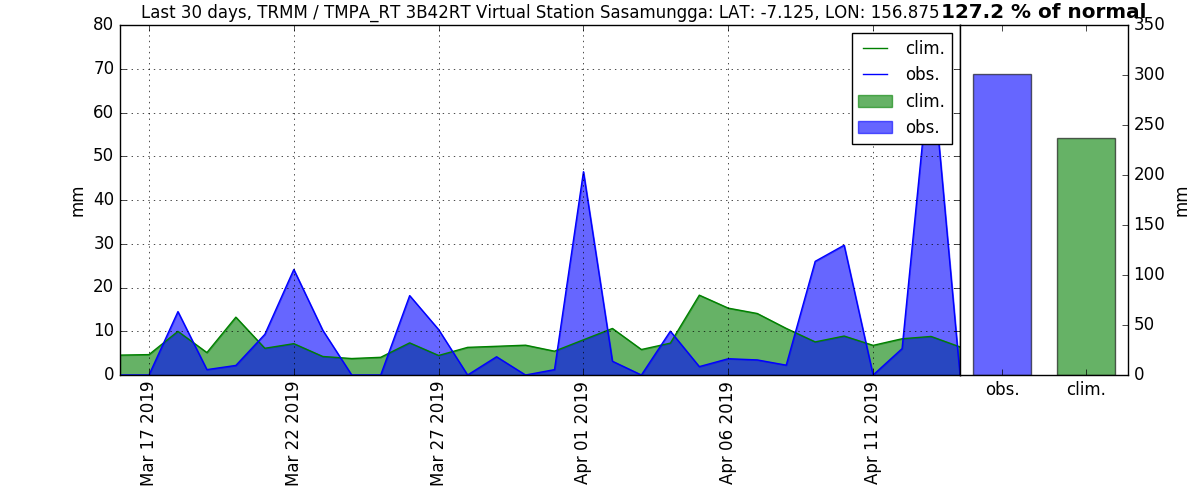 Last 30 days, TRMM / TMPA_RT 3B42RT Virtual Station Sasamungga: LAT: -7.125, LON: 156.875 127.2 % of normal
80
70
60
50
40
30
20
10
0
mm
clim.
obs.
clim.
obs.
350
300
250
200
150
100
50
0
mm
Mar 17 2019
Mar 22 2019
Mar 27 2019
Apr 01 2019
Apr 06 2019
Apr 11 2019
obs. clim.